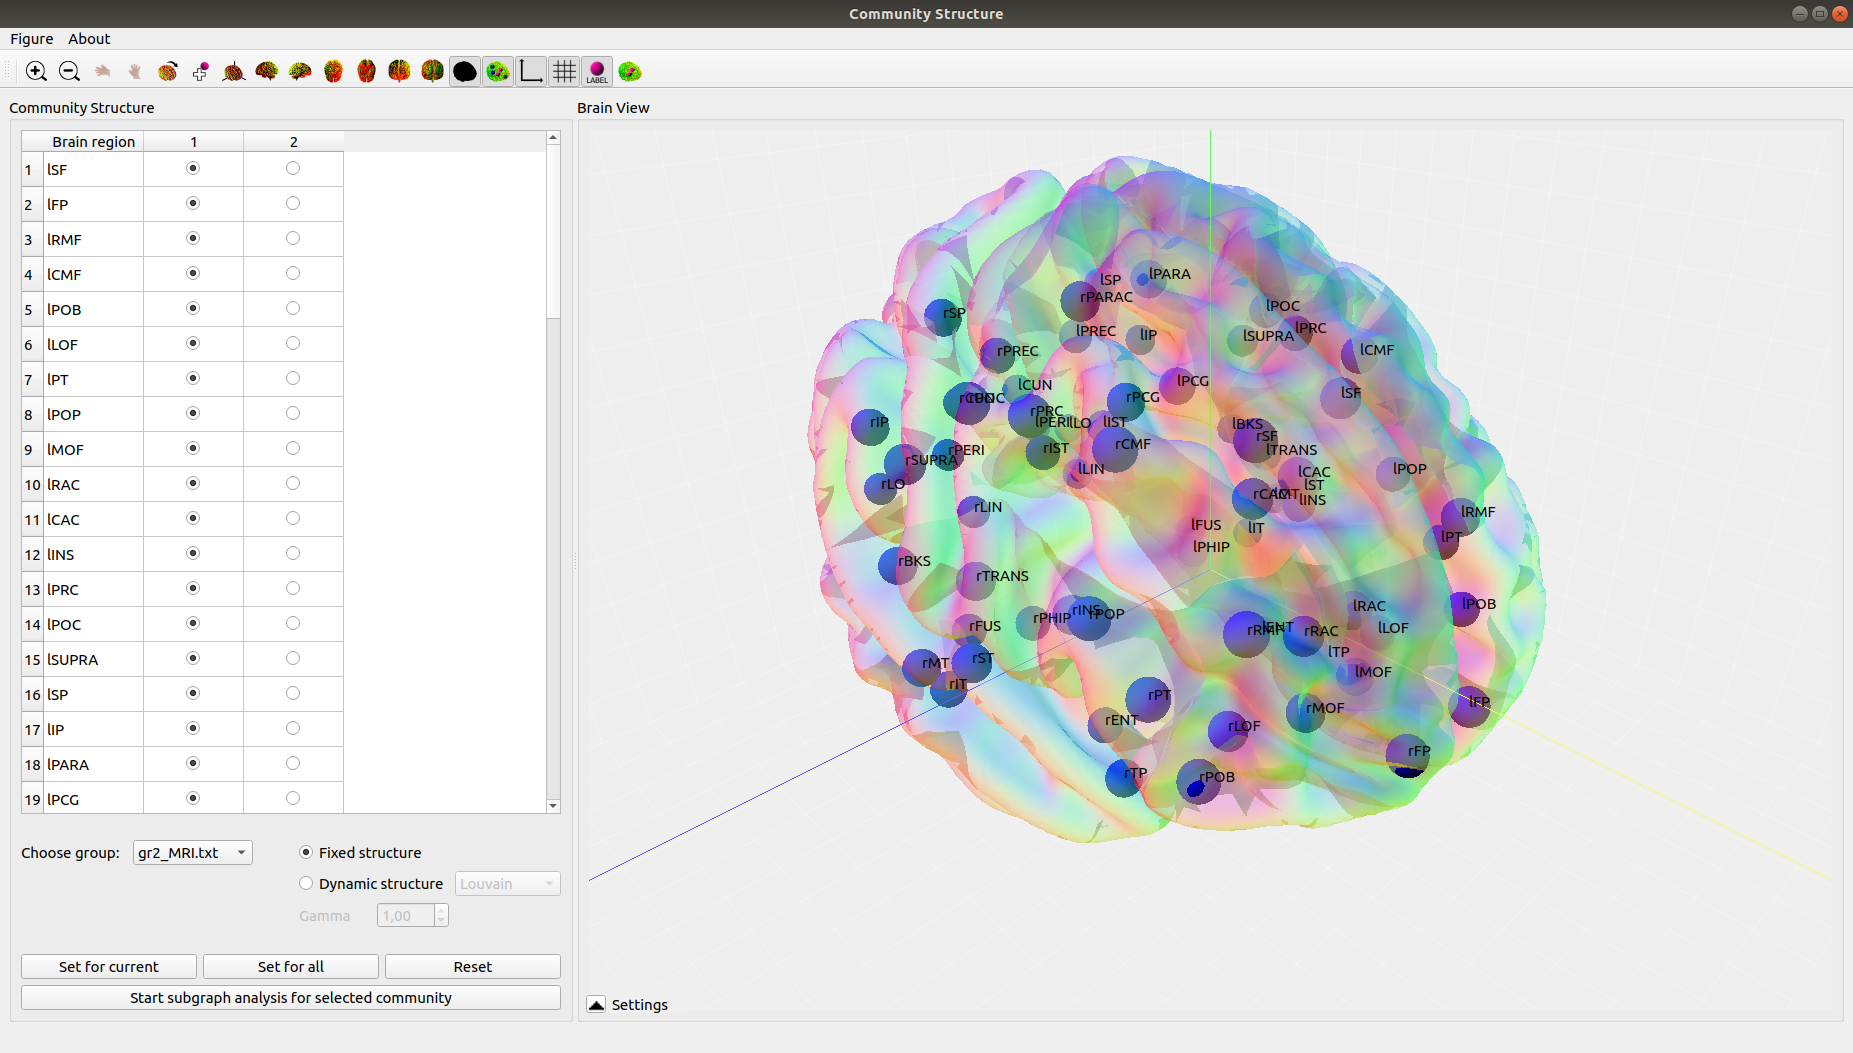 Community Structure
Figure About
LABEL
Community Structure
Brain View
Brain region 1 2
1 lSF
2 lFP
3 lRMF
4 lCMF
5 lPOB
6 lLOF
7 lPT
8 lPOP
9 lMOF
10 lRAC
11 lCAC
12 lINS
13 lPRC
14 lPOC
15 lSUPRA
16 lSP
17 lIP
18 lPARA
19 lPCG
Choose group: gr2_MRI.txt
Fixed structure
Dynamic structure Louvain
Gamma 1,00
Set for current Set for all Reset
Start subgraph analysis for selected community
lSP lPARA
rPARAC
rSP lPOC
lPREC lIP lSUPRA lPRC
rPREC lCMF
lCUN lPCG
rPCG lSF
rPRC
rIP lPERI lLO lIST lBKS
rSF
rCMF
rPERI rIST lTRANS
rSUPRA lLIN lCAC lPOP
rLO lST
rCAC lMT lINS
rLIN lRMF
lFUS lIT
lPT
lPHIP
rBKS
rTRANS
lPOB
lRAC
rINS rPOP
rPHIP
rFUS rRMF lENT rRAC lLOF
lTP
rMT rST
lMOF
rIT
rPT
lFP
rMOF
rENT rLOF
rFP
rTP rPOB
Settings